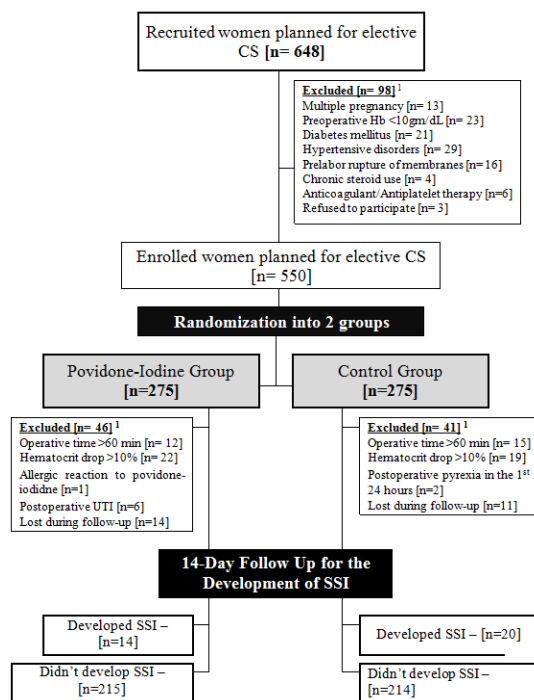 Recruited women planned for elective
CS [n= 648]
Excluded [n= 98]1
Multiple pregnancy [n= 13]
Preoperative Hb <10gm/dL [n= 23]
Diabetes mellitus [n= 21]
Hypertensive disorders [n= 29]
Prelabor rupture of membranes [n= 16]
Chronic steroid use [n= 4]
Anticoagulant/Antiplatelet therapy [n=6]
Refused to participate [n= 3]
Enrolled women planned for elective CS
[n= 550]
Randomization into 2 groups
Povidone-Iodine Group
[n=275]
Control Group
[n=275]
Excluded [n= 46] 1
Operative time >60 min [n= 12]
Hematocrit drop >10% [n= 22]
Allergic reaction to povidone-
iodidne [n=1]
Postoperative UTI [n=6]
Lost during follow-up [n=14]
Excluded [n= 41] 1
Operative time >60 min [n= 15]
Hematocrit drop >10% [n= 19]
Postoperative pyrexia in the 1st
24 hours [n=2]
Lost during follow-up [n=11]
14-Day Follow Up for the
Development of SSI
Developed SSI –
[n=14]
Developed SSI – [n=20]
Didn't develop SSI –
[n=215]
Didn't develop SSI –
[n=214]